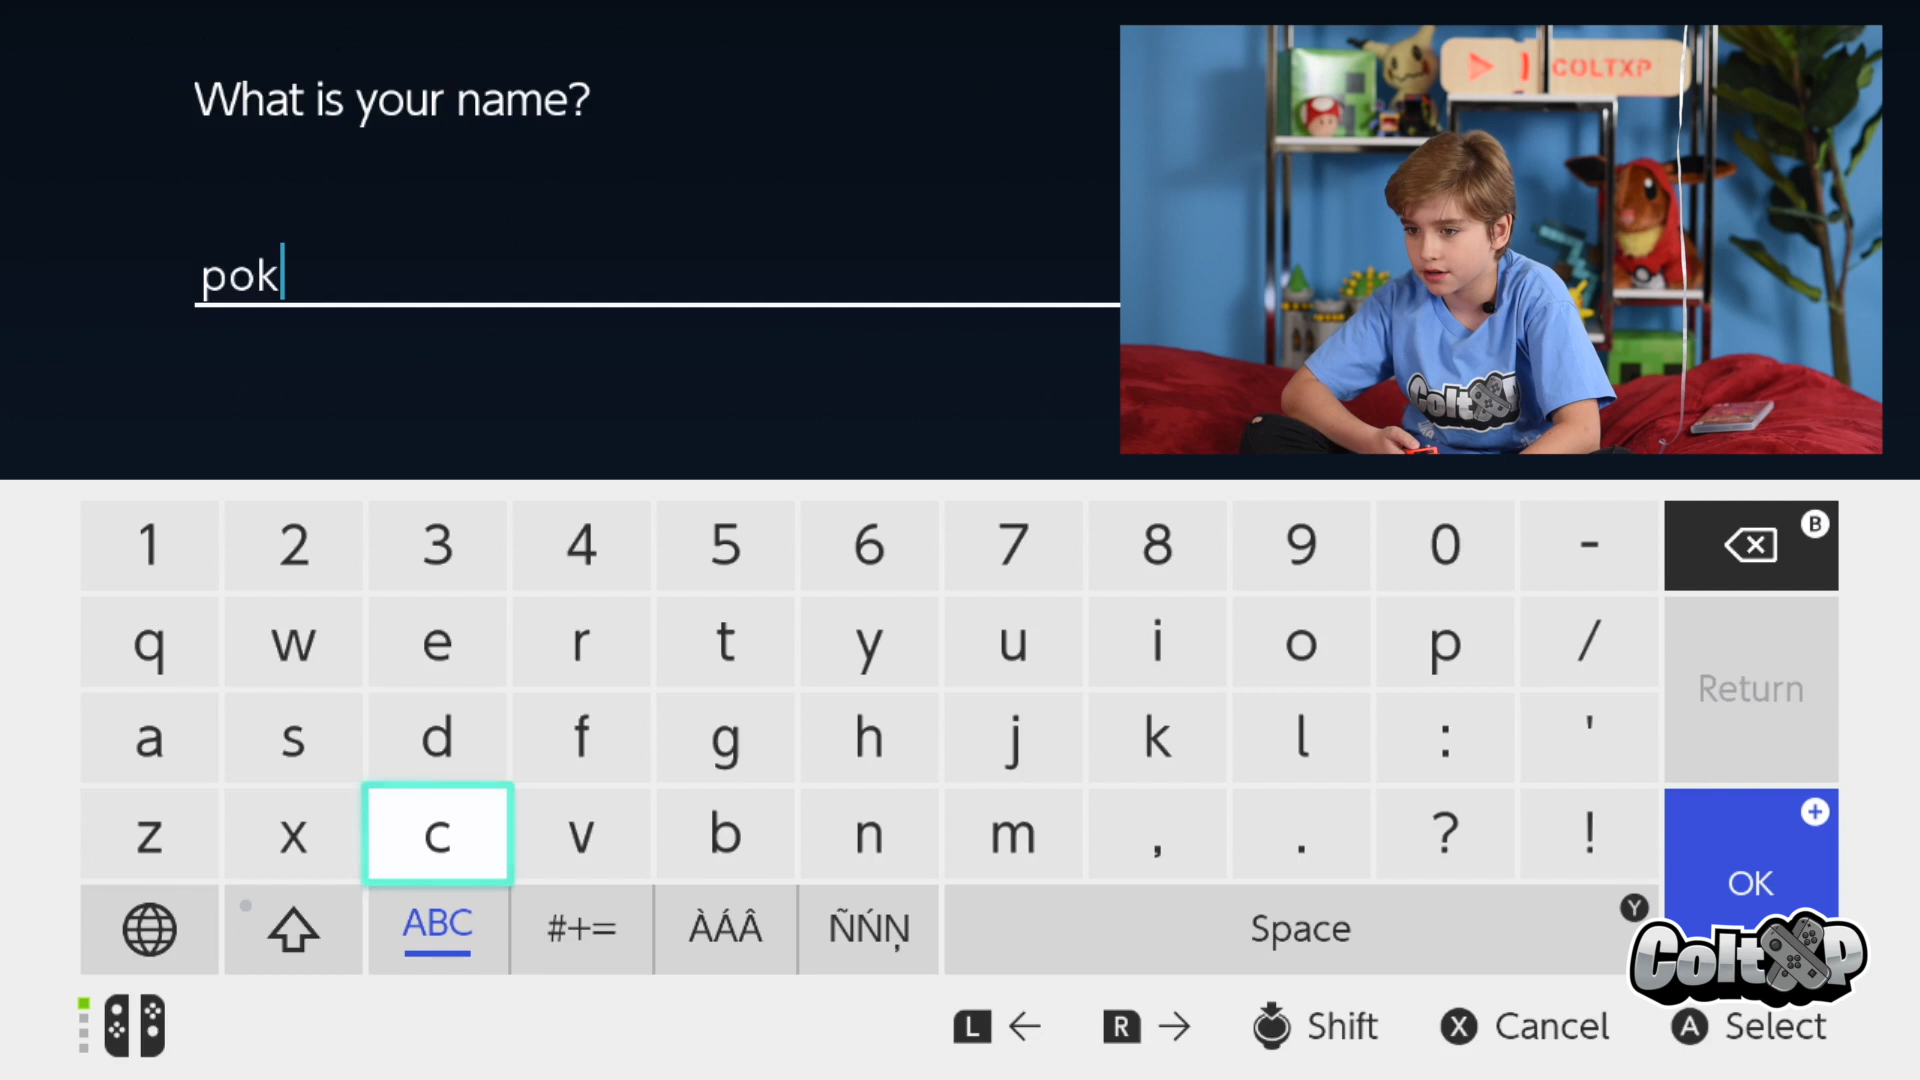 What is your name?
COLTXP
pok
ColtXP
1 2 3 4 5 6 7 8 9 0 -
B
q w e r t y u i o p /
Return
a s d f g h j k l : '
z x c v b n m , . ? !
+
OK
ABC #+= ÀÁÂ ÑŃŅ Space Y
ColtXP
L ← R → Shift X Cancel A Select